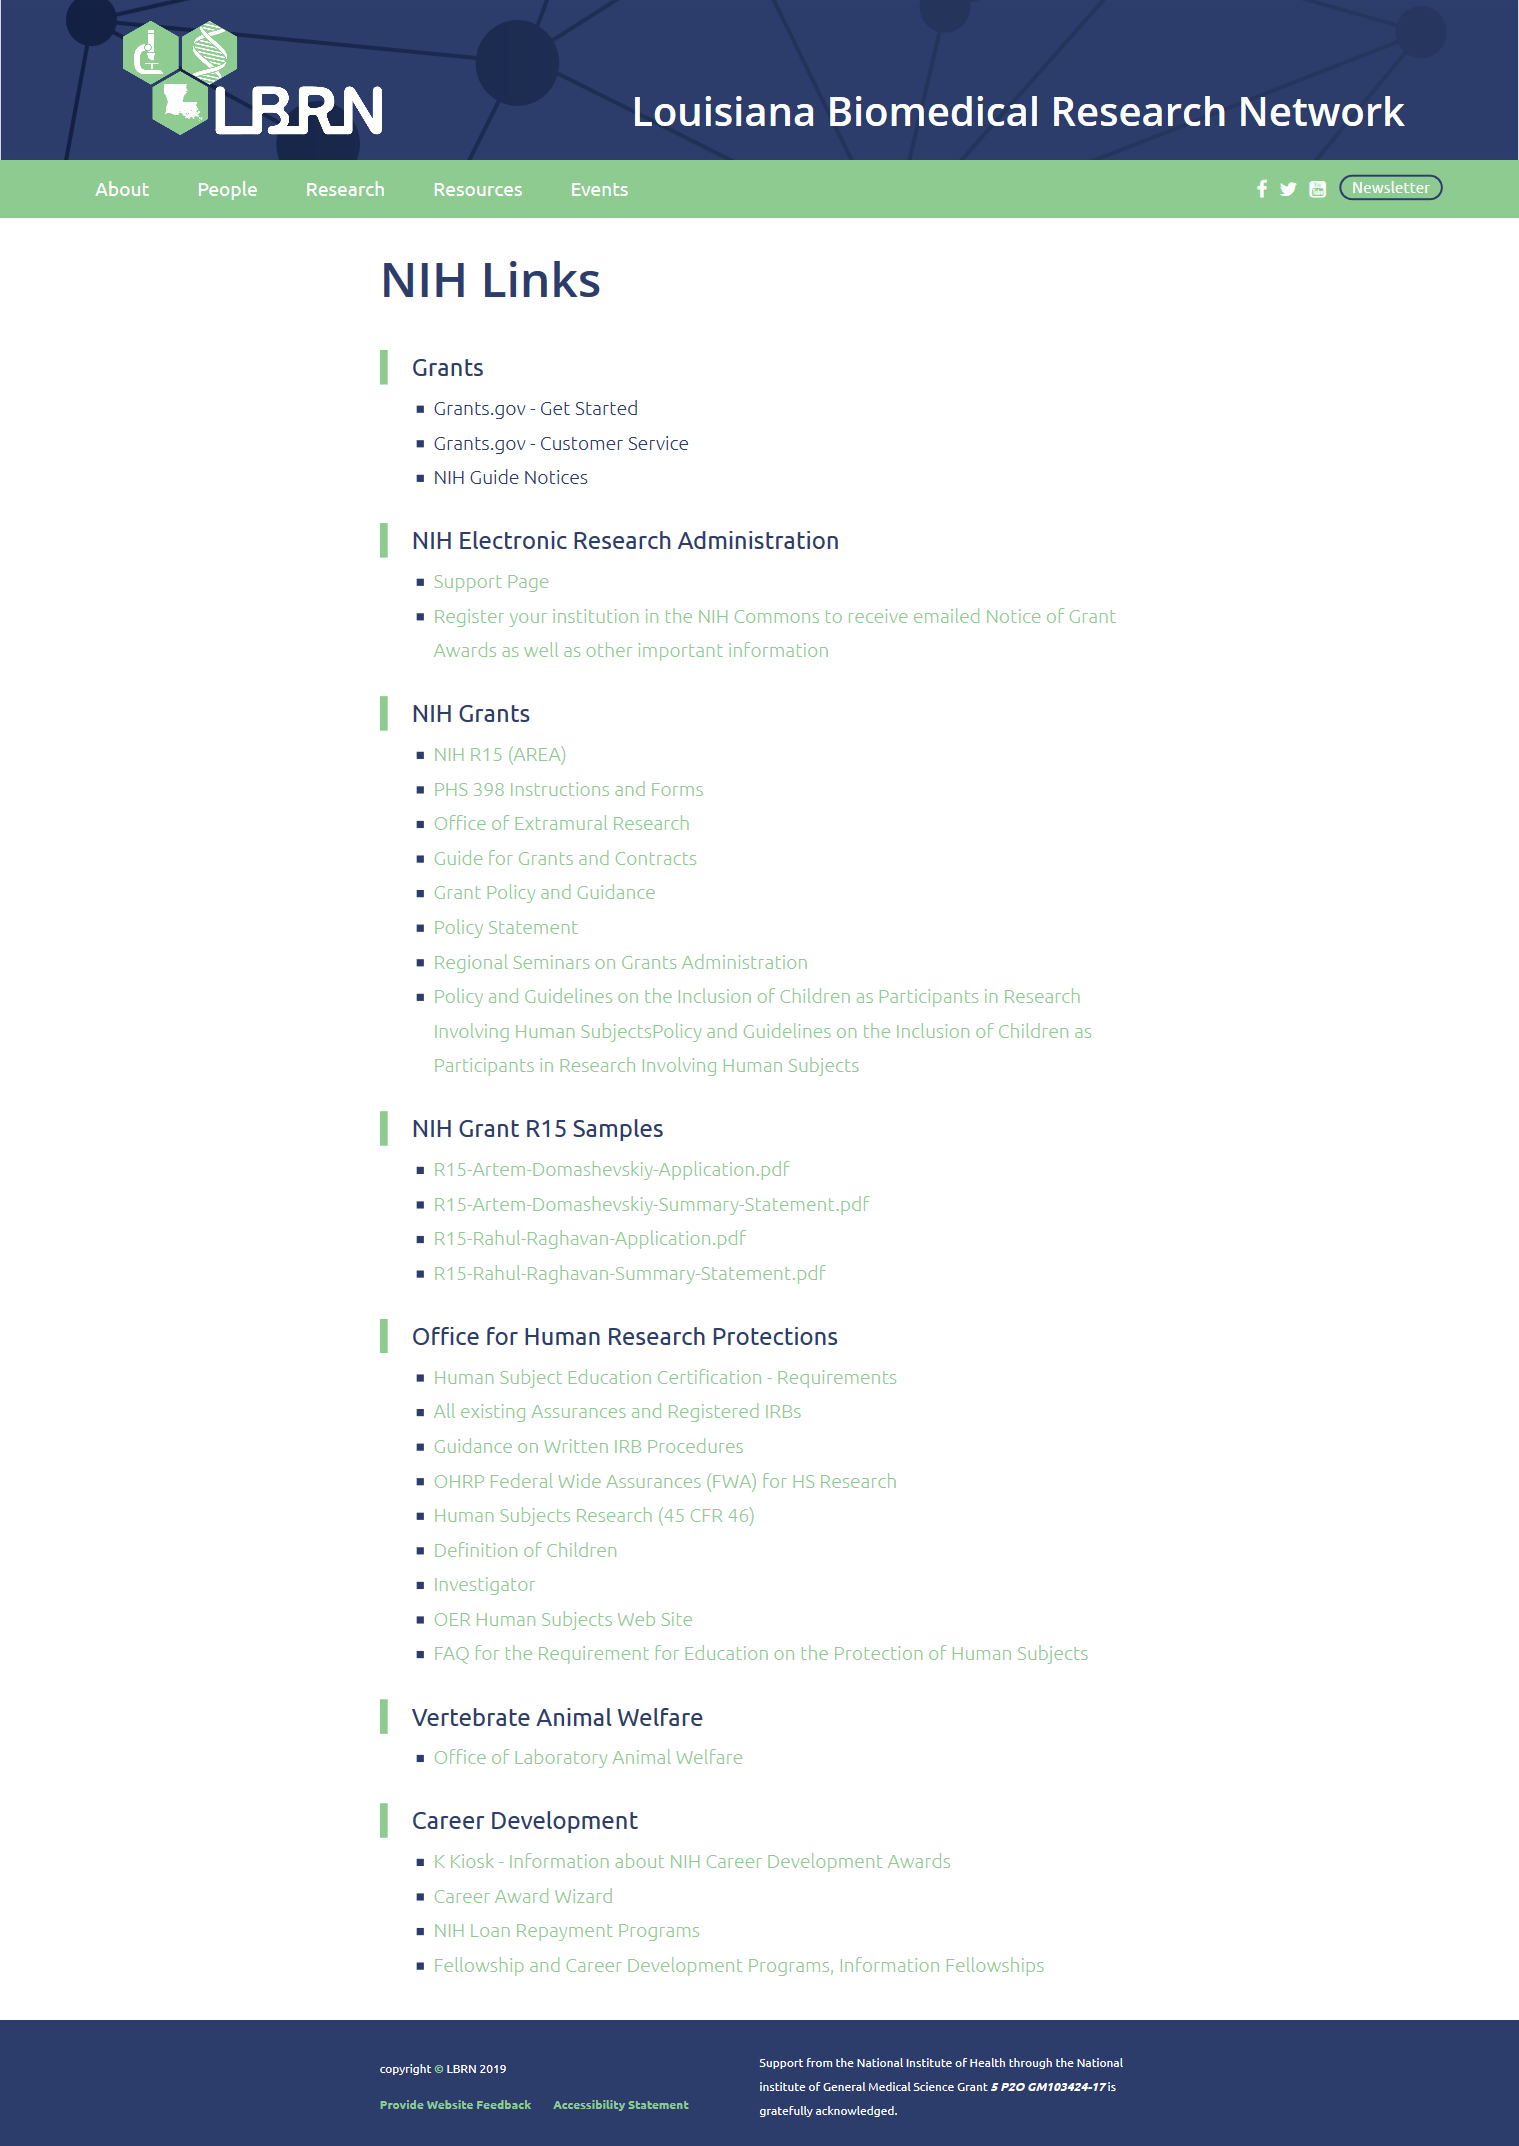 LBRN
Louisiana Biomedical Research Network
About People Research Resources Events Newsletter
NIH Links
Grants
Grants.gov - Get Started
Grants.gov - Customer Service
NIH Guide Notices
NIH Electronic Research Administration
Support Page
Register your institution in the NIH Commons to receive emailed Notice of Grant
Awards as well as other important information
NIH Grants
NIH R15 (AREA)
PHS 398 Instructions and Forms
Office of Extramural Research
Guide for Grants and Contracts
Grant Policy and Guidance
Policy Statement
Regional Seminars on Grants Administration
Policy and Guidelines on the Inclusion of Children as Participants in Research
Involving Human SubjectsPolicy and Guidelines on the Inclusion of Children as
Participants in Research Involving Human Subjects
NIH Grant R15 Samples
R15-Artem-Domashevskiy-Application.pdf
R15-Artem-Domashevskiy-Summary-Statement.pdf
R15-Rahul-Raghavan-Application.pdf
R15-Rahul-Raghavan-Summary-Statement.pdf
Office for Human Research Protections
Human Subject Education Certification - Requirements
All existing Assurances and Registered IRBs
Guidance on Written IRB Procedures
OHRP Federal Wide Assurances (FWA) for HS Research
Human Subjects Research (45 CFR 46)
Definition of Children
Investigator
OER Human Subjects Web Site
FAQ for the Requirement for Education on the Protection of Human Subjects
Vertebrate Animal Welfare
Office of Laboratory Animal Welfare
Career Development
K Kiosk - Information about NIH Career Development Awards
Career Award Wizard
NIH Loan Repayment Programs
Fellowship and Career Development Programs, Information Fellowships
copyright © LBRN 2019
Provide Website Feedback Accessibility Statement
Support from the National Institute of Health through the National
institute of General Medical Science Grant 5 P2O GM103424-17 is
gratefully acknowledged.